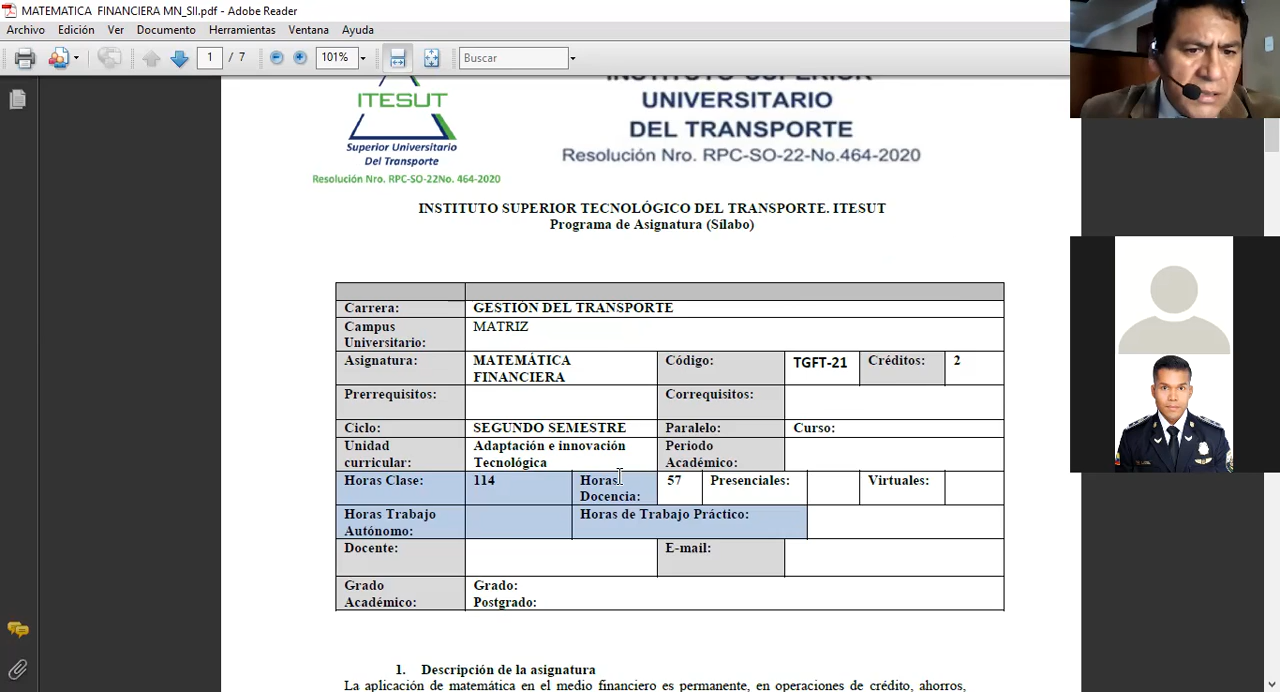 MATEMATICA FINANCIERA MN_SII.pdf - Adobe Reader
Archivo Edición Ver Documento Herramientas Ventana Ayuda
1 / 7 101% Buscar
ITESUT
Superior Universitario
Del Transporte
Resolución Nro. RPC-SO-22No. 464-2020
INSTITUTO SUPERIOR
UNIVERSITARIO
DEL TRANSPORTE
Resolución Nro. RPC-SO-22-No.464-2020
INSTITUTO SUPERIOR TECNOLÓGICO DEL TRANSPORTE. ITESUT
Programa de Asignatura (Sílabo)
Carrera: GESTIÓN DEL TRANSPORTE
Campus Universitario: MATRIZ
Asignatura: MATEMÁTICA FINANCIERA Código: TGFT-21 Créditos: 2
Prerrequisitos: Correquisitos:
Ciclo: SEGUNDO SEMESTRE Paralelo: Curso:
Unidad curricular: Adaptación e innovación Tecnológica Periodo Académico:
Horas Clase: 114 Horas Docencia: 57 Presenciales: Virtuales:
Horas Trabajo Autónomo: Horas de Trabajo Práctico:
Docente: E-mail:
Grado Académico: Grado:
Postgrado:
1. Descripción de la asignatura
La aplicación de matemática en el medio financiero es permanente, en operaciones de crédito, ahorros,